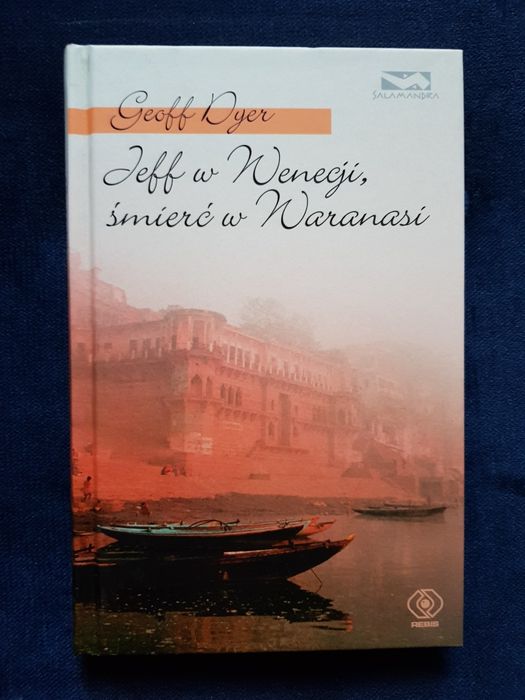 SALAMANDRA
Geoff Dyer
Jeff w Wenecji,
śmierć w Waranasi
REBIS